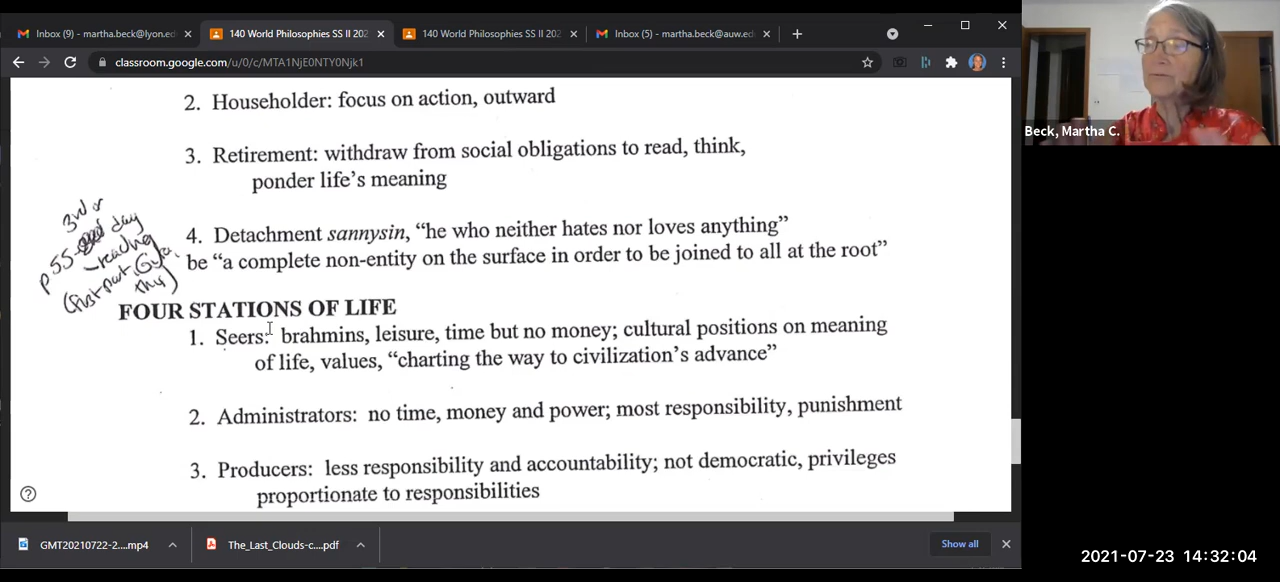 Inbox (9) - martha.beck@lyon.ed
140 World Philosophies SS II 202
140 World Philosophies SS II 202
Inbox (5) - martha.beck@auw.ed
classroom.google.com/u/0/c/MTA1NjE0NTY0Njk1
Beck, Martha C.
2. Householder: focus on action, outward
3. Retirement: withdraw from social obligations to read, think,
ponder life's meaning
3rd or
p 55- day
- reading
(first part,
4. Detachment sannysin, "he who neither hates nor loves anything"
be "a complete non-entity on the surface in order to be joined to all at the root"
FOUR STATIONS OF LIFE
1. Seers: brahmins, leisure, time but no money; cultural positions on meaning
of life, values, "charting the way to civilization's advance"
2. Administrators: no time, money and power; most responsibility, punishment
3. Producers: less responsibility and accountability; not democratic, privileges
proportionate to responsibilities
GMT20210722-2....mp4
The_Last_Clouds-c....pdf
Show all
2021-07-23 14:32:04